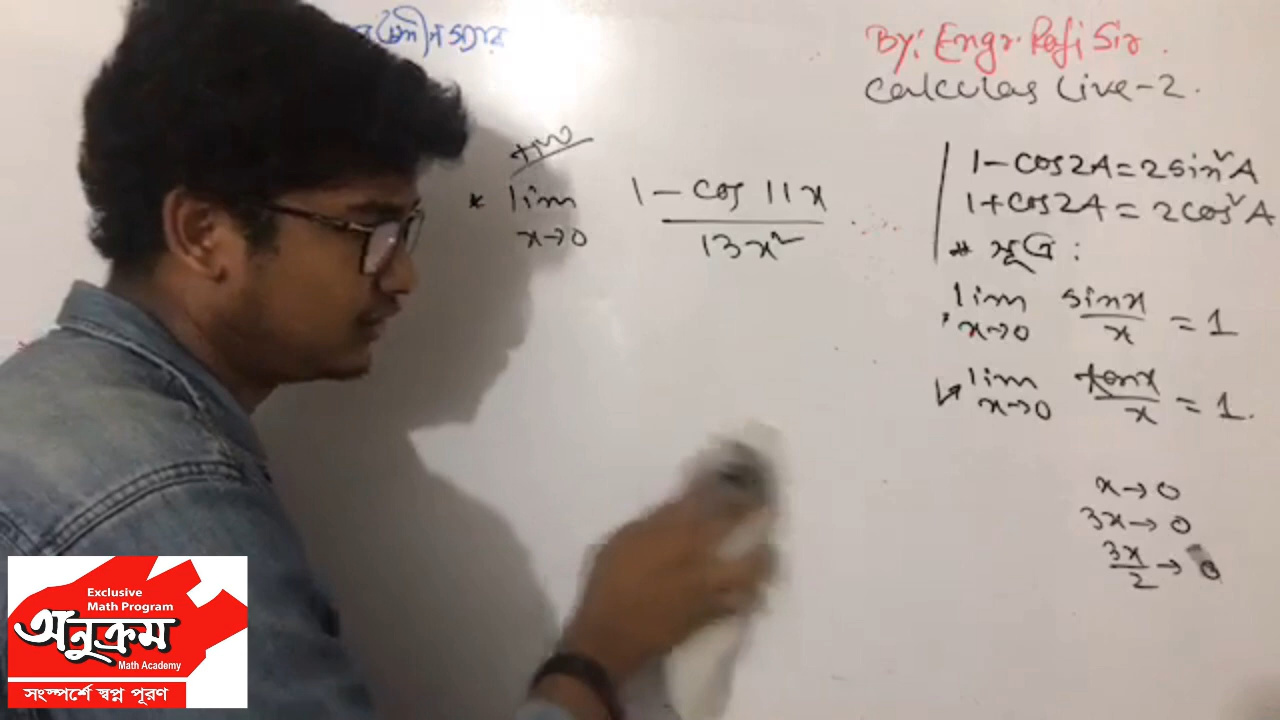 স্যার
By: Engr. Rafi Sir.
Calculas Live-2.
H.W
* lim x→0 (1 - cos 11x)/(13x²)
1 - cos2A = 2sin²A
1 + cos2A = 2cos²A
* সূত্র :
lim x→0 sinx/x = 1
lim x→0 tanx/x = 1.
x → 0
3x → 0
3x/2 → 0
Exclusive
Math Program
অনুক্রম
Math Academy
সংস্পর্শে স্বপ্ন পূরণ